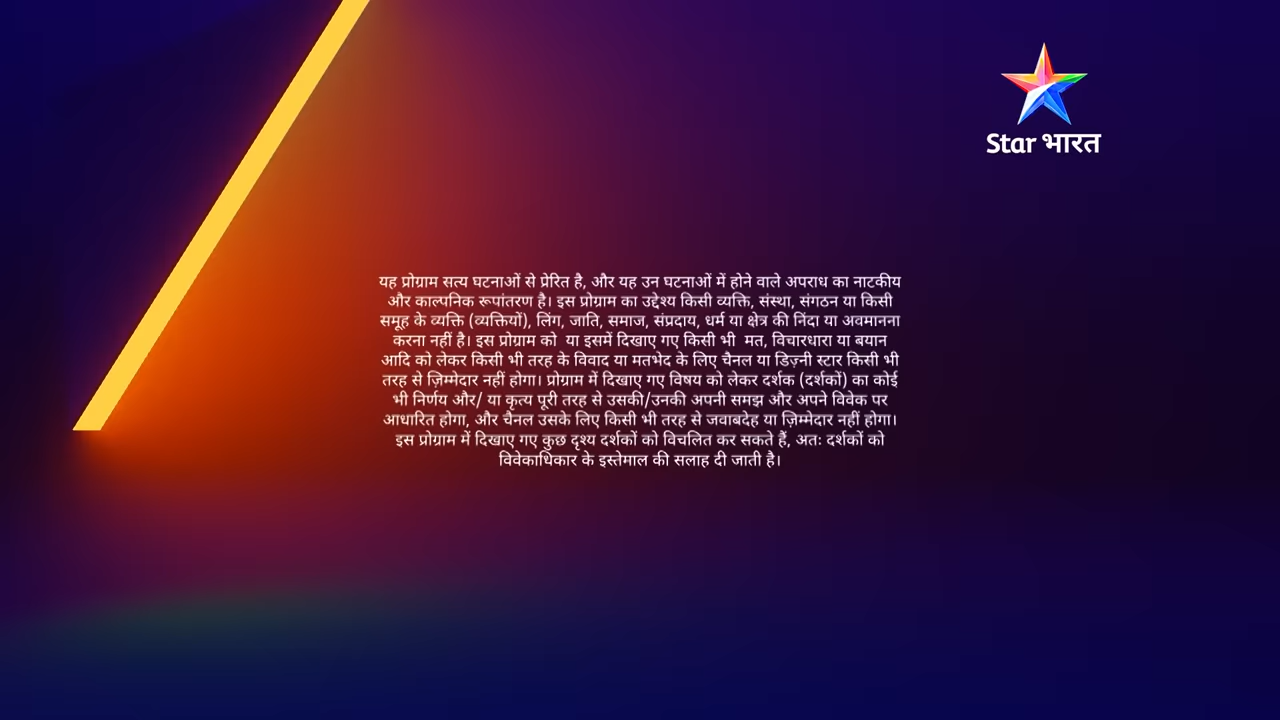 Star भारत
यह प्रोग्राम सत्य घटनाओं से प्रेरित है, और यह उन घटनाओं में होने वाले अपराध का नाटकीय
और काल्पनिक रूपांतरण है। इस प्रोग्राम का उद्देश्य किसी व्यक्ति, संस्था, संगठन या किसी
समूह के व्यक्ति (व्यक्तियों), लिंग, जाति, समाज, संप्रदाय, धर्म या क्षेत्र की निंदा या अवमानना
करना नहीं है। इस प्रोग्राम को  या इसमें दिखाए गए किसी भी  मत, विचारधारा या बयान
आदि को लेकर किसी भी तरह के विवाद या मतभेद के लिए चैनल या डिज़्नी स्टार किसी भी
तरह से ज़िम्मेदार नहीं होगा। प्रोग्राम में दिखाए गए विषय को लेकर दर्शक (दर्शकों) का कोई
भी निर्णय और/ या कृत्य पूरी तरह से उसकी/उनकी अपनी समझ और अपने विवेक पर
आधारित होगा, और चैनल उसके लिए किसी भी तरह से जवाबदेह या ज़िम्मेदार नहीं होगा।
इस प्रोग्राम में दिखाए गए कुछ दृश्य दर्शकों को विचलित कर सकते हैं, अतः दर्शकों को
विवेकाधिकार के इस्तेमाल की सलाह दी जाती है।